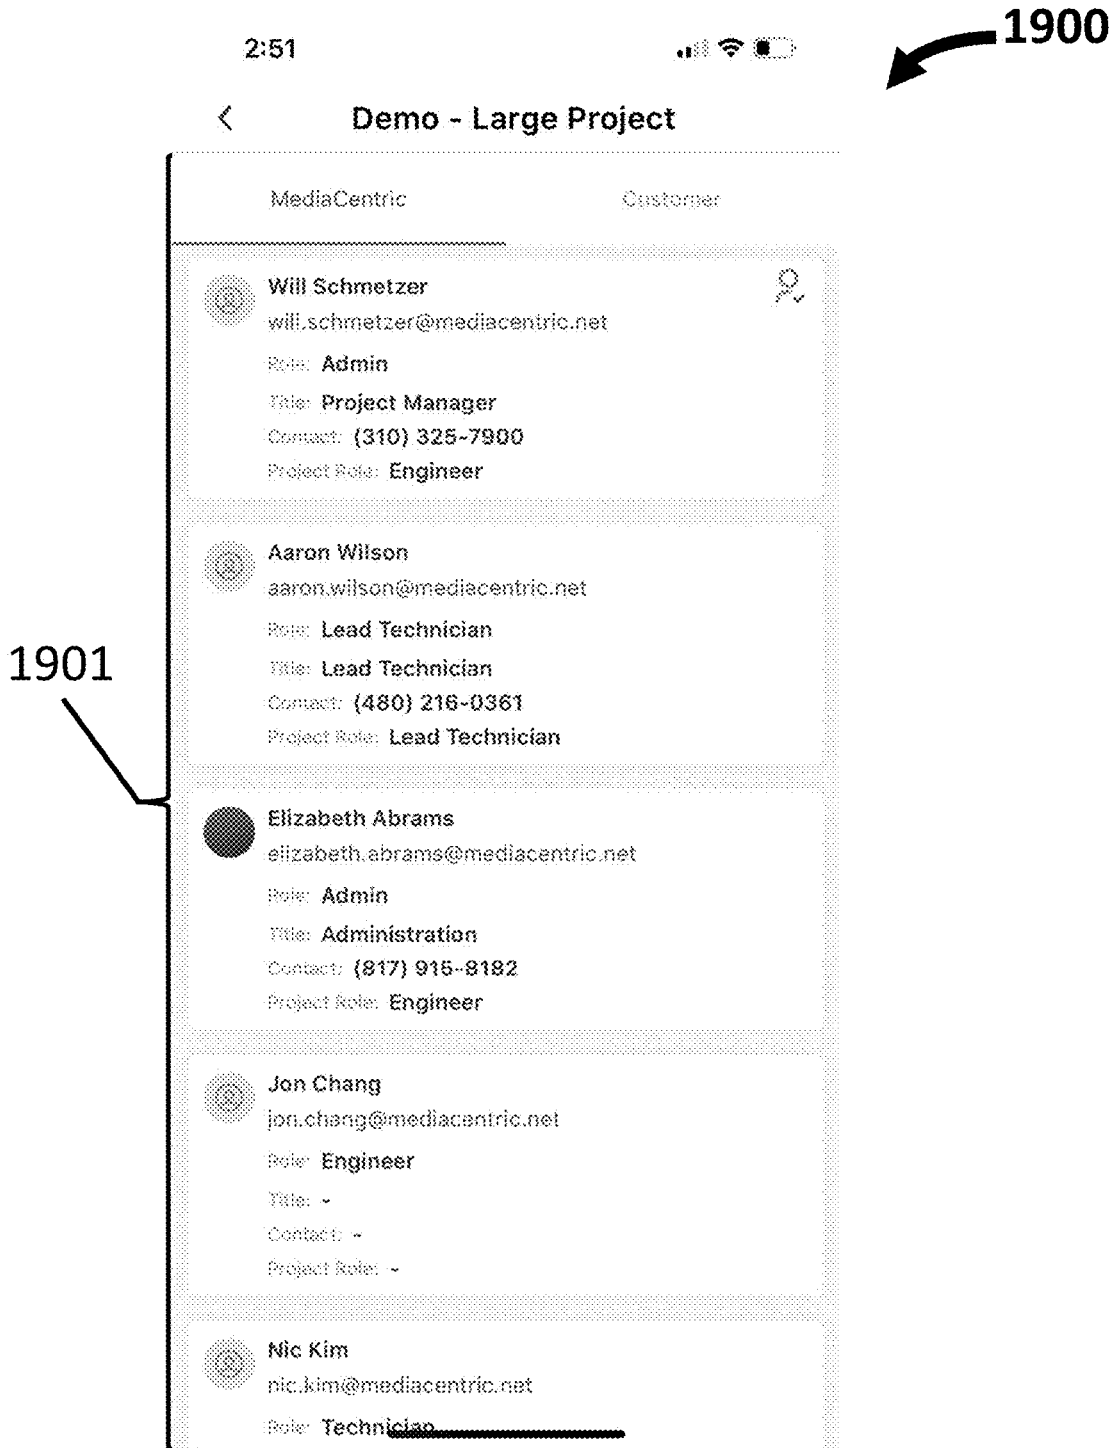 1900
2:51
Demo - Large Project
MediaCentric Customer
Will Schmetzer
will.schmetzer@mediacentric.net
Role: Admin
Title: Project Manager
Contact: (310) 325-7900
Project Role: Engineer
Aaron Wilson
aaron.wilson@mediacentric.net
Role: Lead Technician
Title: Lead Technician
Contact: (480) 216-0361
Project Role: Lead Technician
1901
Elizabeth Abrams
elizabeth.abrams@mediacentric.net
Role: Admin
Title: Administration
Contact: (817) 915-8182
Project Role: Engineer
Jon Chang
jon.chang@mediacentric.net
Role: Engineer
Title: -
Contact: -
Project Role: -
Nic Kim
nic.kim@mediacentric.net
Role: Technician